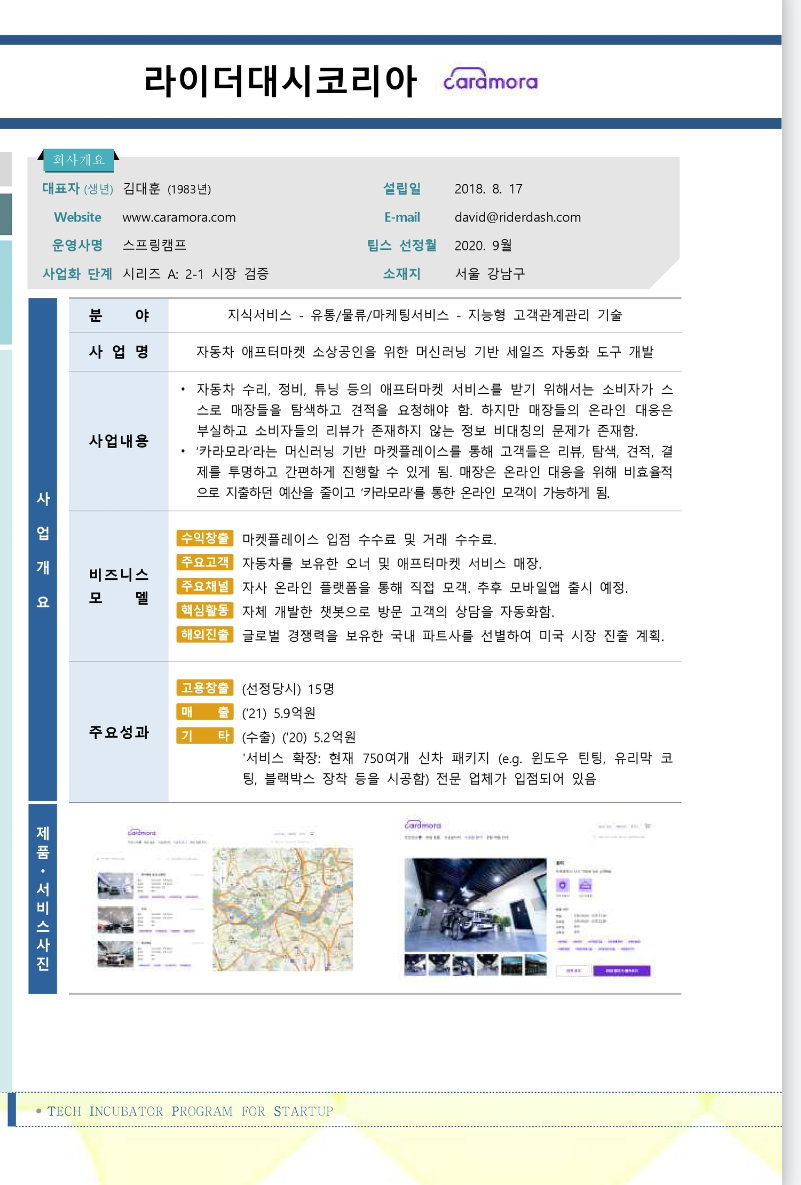 라이더대시코리아 caramora
회사개요
대표자 (생년) 김대훈 (1983년) 설립일 2018. 8. 17
Website www.caramora.com E-mail david@riderdash.com
운영사명 스프링캠프 팁스 선정월 2020. 9월
사업화 단계 시리즈 A: 2-1 시장 검증 소재지 서울 강남구
사업개요
분 야 지식서비스 - 유통/물류/마케팅서비스 - 지능형 고객관계관리 기술
사 업 명 자동차 애프터마켓 소상공인을 위한 머신러닝 기반 세일즈 자동화 도구 개발
사업내용
• 자동차 수리, 정비, 튜닝 등의 애프터마켓 서비스를 받기 위해서는 소비자가 스
스로 매장들을 탐색하고 견적을 요청해야 함. 하지만 매장들의 온라인 대응은
부실하고 소비자들의 리뷰가 존재하지 않는 정보 비대칭의 문제가 존재함.
• '카라모라'라는 머신러닝 기반 마켓플레이스를 통해 고객들은 리뷰, 탐색, 견적, 결
제를 투명하고 간편하게 진행할 수 있게 됨. 매장은 온라인 대응을 위해 비효율적
으로 지출하던 예산을 줄이고 '카라모라'를 통한 온라인 모객이 가능하게 됨.
비즈니스
모 델
수익창출 마켓플레이스 입점 수수료 및 거래 수수료.
주요고객 자동차를 보유한 오너 및 애프터마켓 서비스 매장.
주요채널 자사 온라인 플랫폼을 통해 직접 모객. 추후 모바일앱 출시 예정.
핵심활동 자체 개발한 챗봇으로 방문 고객의 상담을 자동화함.
해외진출 글로벌 경쟁력을 보유한 국내 파트사를 선별하여 미국 시장 진출 계획.
주요성과
고용창출 (선정당시) 15명
매 출 ('21) 5.9억원
기 타 (수출) ('20) 5.2억원
'서비스 확장: 현재 750여개 신차 패키지 (e.g. 윈도우 틴팅, 유리막 코
팅, 블랙박스 장착 등을 시공함) 전문 업체가 입점되어 있음
제품・서비스사진
caramora
caramora
• TECH INCUBATOR PROGRAM FOR STARTUP